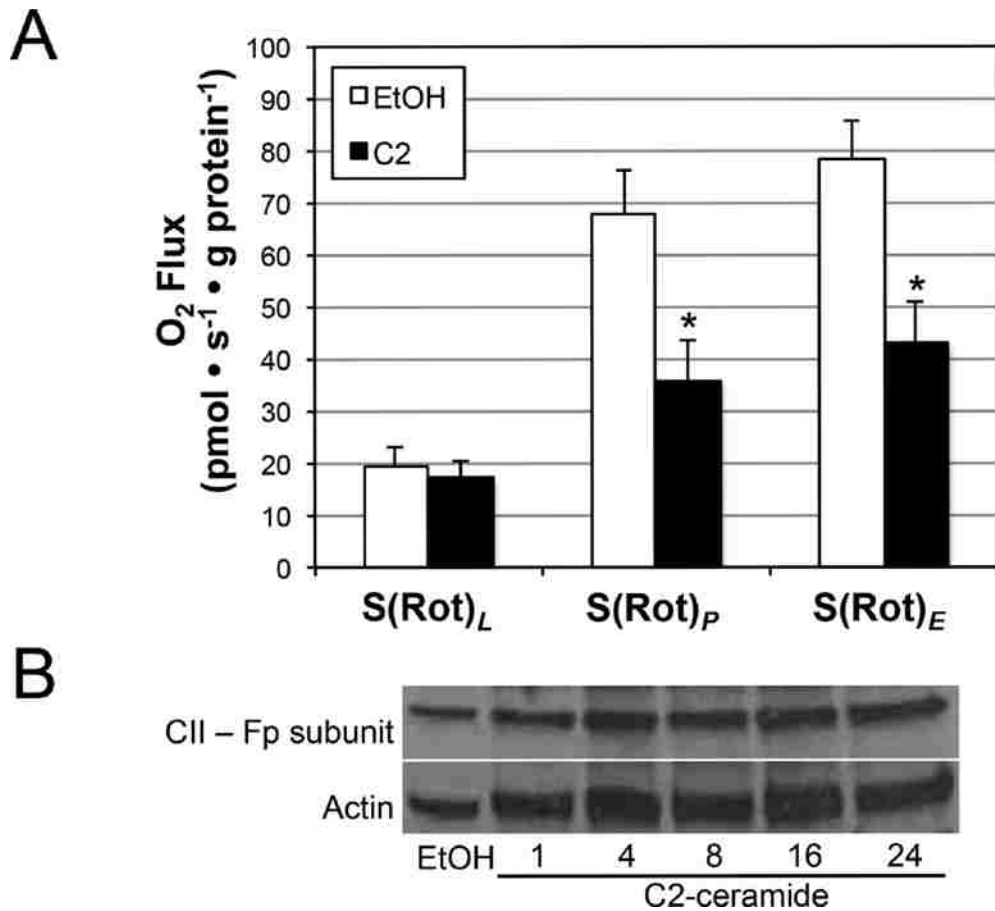 A
100
90
80
70
60
50
40
30
20
10
0
O₂ Flux
(pmol • s⁻¹ • g protein⁻¹)
EtOH
C2
*
*
S(Rot)L S(Rot)P S(Rot)E
B
CII – Fp subunit
Actin
EtOH 1 4 8 16 24
C2-ceramide